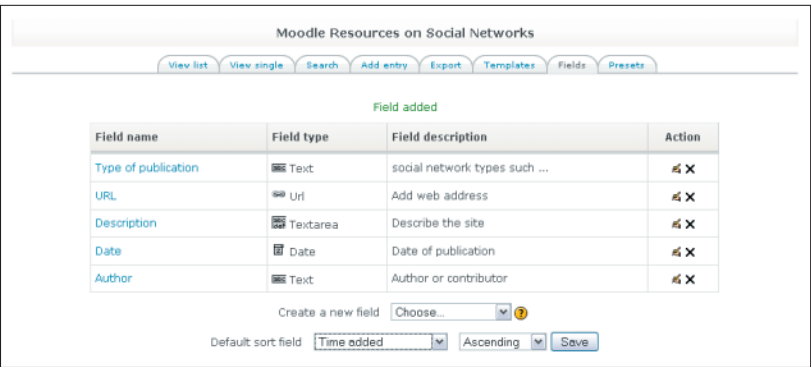 Moodle Resources on Social Networks
View list View single Search Add entry Export Templates Fields Presets
Field added
Field name Field type Field description Action
Type of publication Text social network types such ...
URL Url Add web address
Description Textarea Describe the site
Date Date Date of publication
Author Text Author or contributor
Create a new field Choose...
Default sort field Time added Ascending Save